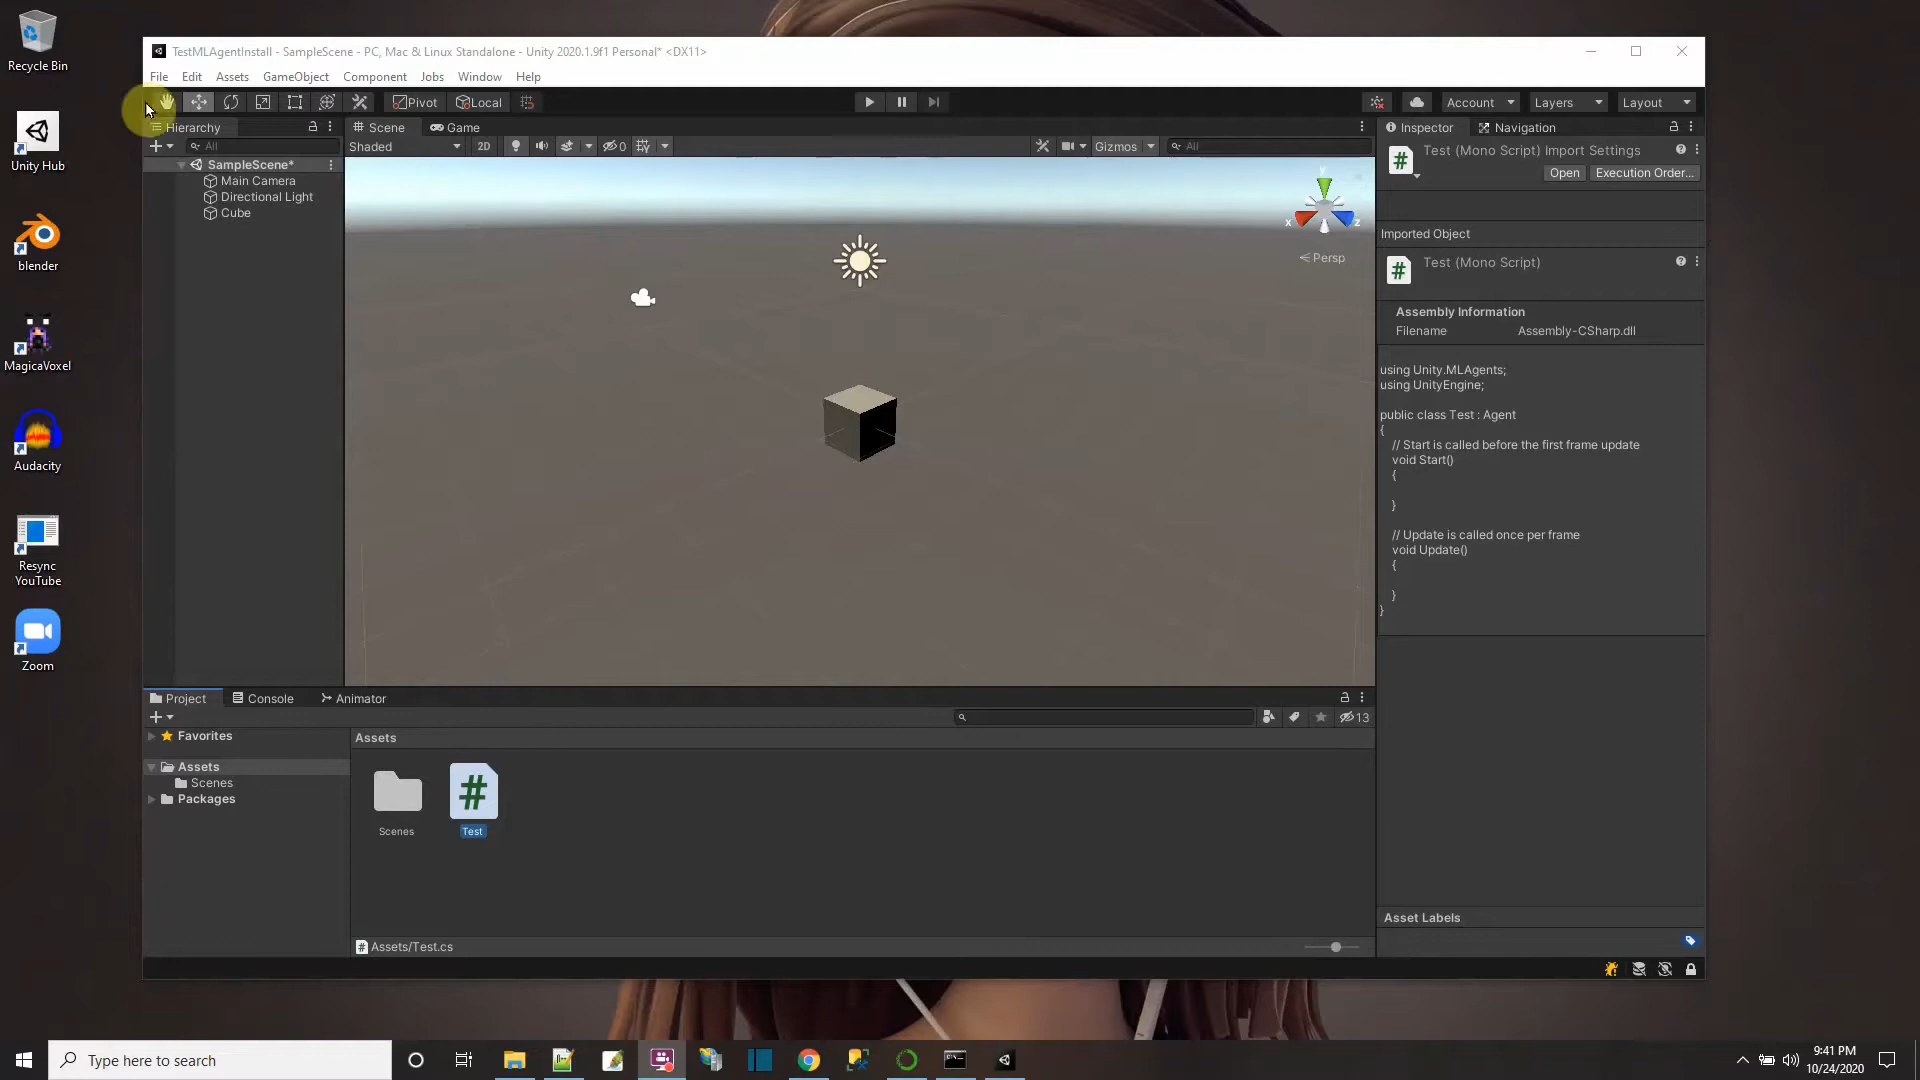 Recycle Bin
Unity Hub
blender
MagicaVoxel
Audacity
Resync
YouTube
Zoom
TestMLAgentInstall - SampleScene - PC, Mac & Linux Standalone - Unity 2020.1.9f1 Personal* <DX11>
File Edit Assets GameObject Component Jobs Window Help
Pivot Local
Account Layers Layout
Hierarchy
All
SampleScene*
Main Camera
Directional Light
Cube
Scene Game
Shaded 2D 0 Gizmos All
y
x z
Persp
Inspector Navigation
Test (Mono Script) Import Settings
Open Execution Order...
Imported Object
Test (Mono Script)
Assembly Information
Filename Assembly-CSharp.dll
using Unity.MLAgents;
using UnityEngine;
public class Test : Agent
{
// Start is called before the first frame update
void Start()
{
}
// Update is called once per frame
void Update()
{
}
}
Asset Labels
Project Console Animator
13
Favorites
Assets
Scenes
Packages
Assets
Scenes
Test
Assets/Test.cs
Type here to search
9:41 PM
10/24/2020